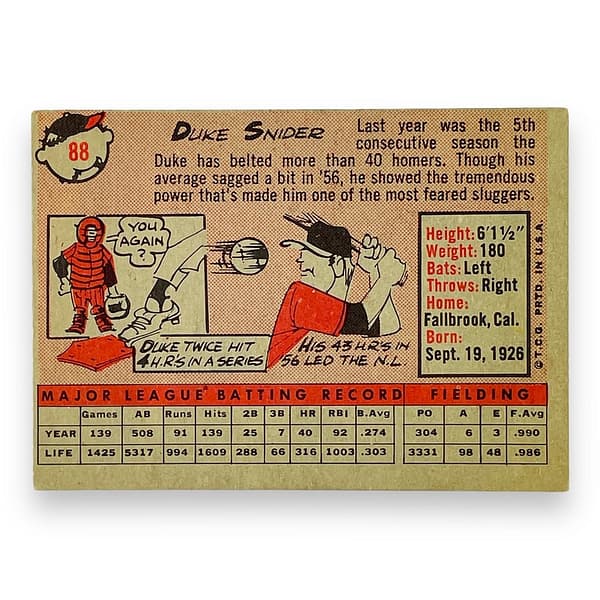 88
DUKE SNIDER
Last year was the 5th
consecutive season the
Duke has belted more than 40 homers. Though his
average sagged a bit in '56, he showed the tremendous
power that's made him one of the most feared sluggers.
YOU
AGAIN?
DUKE TWICE HIT
4 H.R'S IN A SERIES
HIS 43 H.R'S IN
'56 LED THE N.L.
Height: 6'1½"
Weight: 180
Bats: Left
Throws: Right
Home:
Fallbrook, Cal.
Born:
Sept. 19, 1926
© T.C.G. PRTD. IN U.S.A.
MAJOR LEAGUE BATTING RECORD FIELDING
Games AB Runs Hits 2B 3B HR RBI B.Avg PO A E F.Avg
YEAR 139 508 91 139 25 7 40 92 .274 304 6 3 .990
LIFE 1425 5317 994 1609 288 66 316 1003 .303 3331 98 48 .986